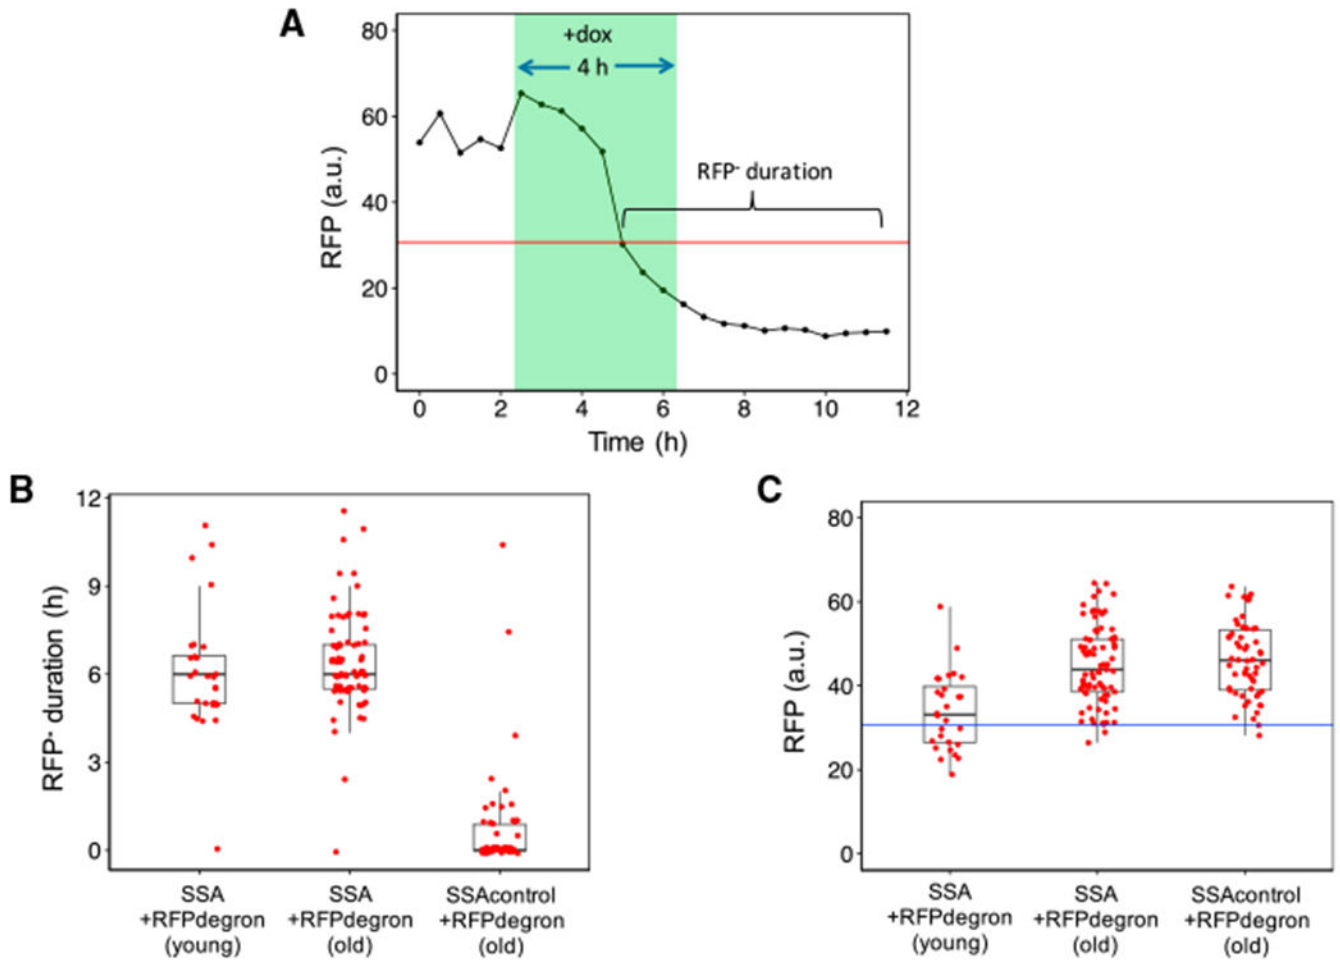 A
80
60
40
20
0
RFP (a.u.)
+dox
4 h
RFP- duration
0 2 4 6 8 10 12
Time (h)
B
12
9
6
3
0
RFP- duration (h)
SSA
+RFPdegron
(young)
SSA
+RFPdegron
(old)
SSAcontrol
+RFPdegron
(old)
C
80
60
40
20
0
RFP (a.u.)
SSA
+RFPdegron
(young)
SSA
+RFPdegron
(old)
SSAcontrol
+RFPdegron
(old)